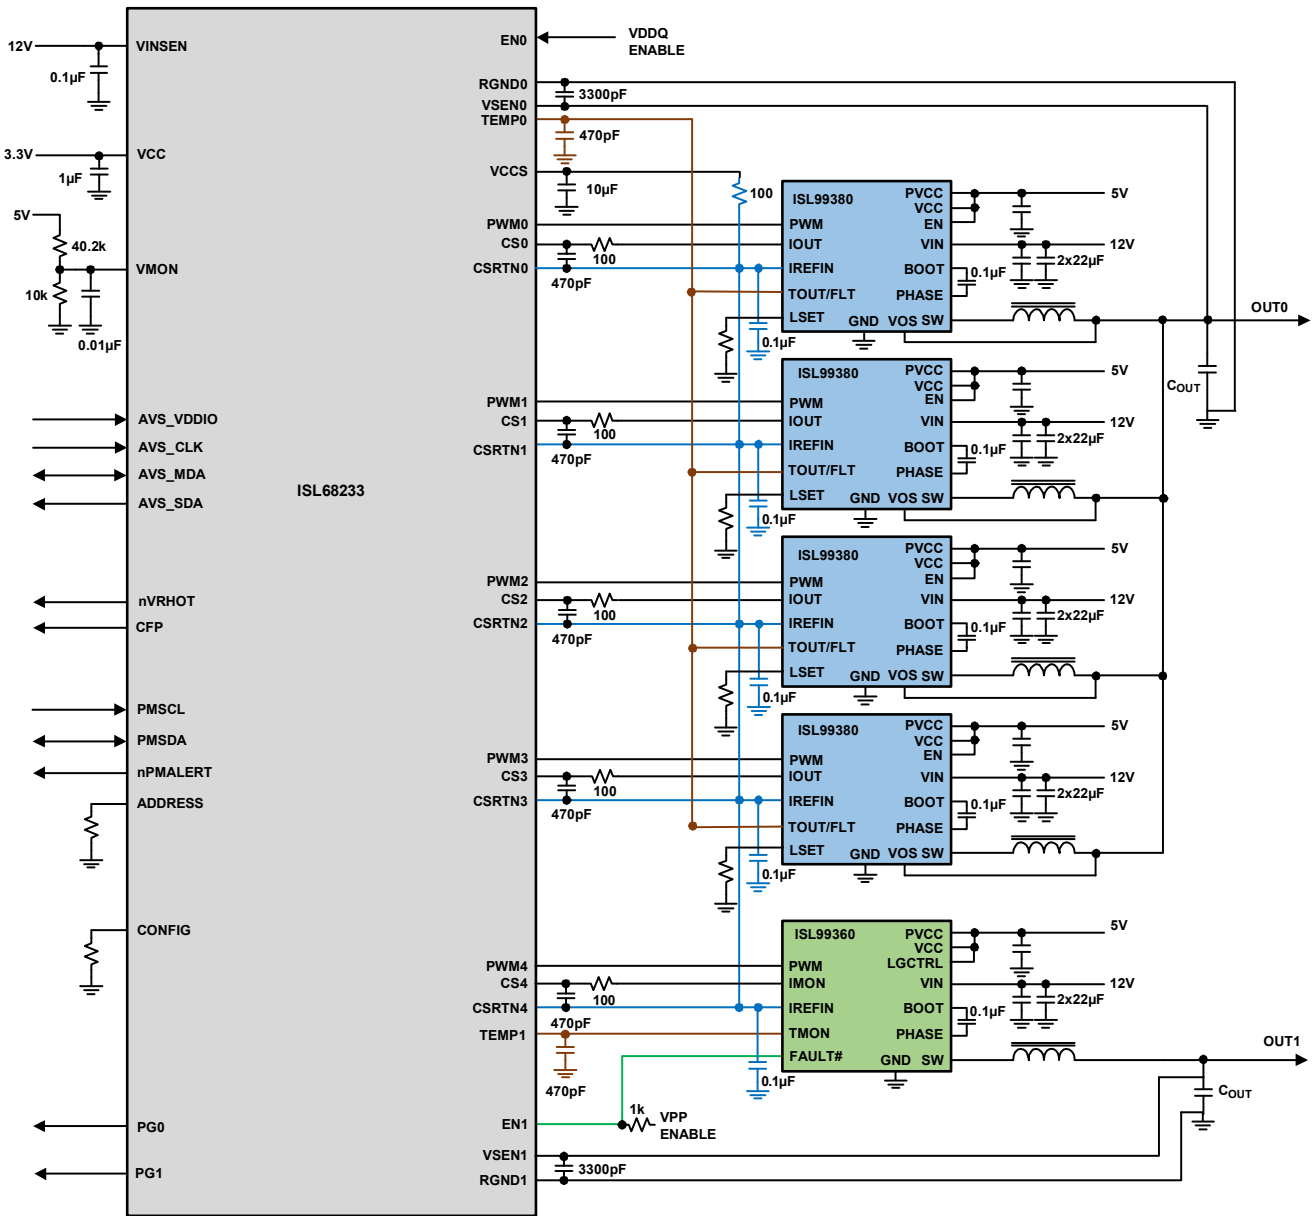 12V
VINSEN
0.1µF
3.3V
VCC
1µF
5V
40.2k
VMON
10k
0.01µF
AVS_VDDIO
AVS_CLK
AVS_MDA
AVS_SDA
ISL68233
nVRHOT
CFP
PMSCL
PMSDA
nPMALERT
ADDRESS
CONFIG
PG0
PG1
EN0
VDDQ
ENABLE
RGND0
3300pF
VSEN0
TEMP0
470pF
VCCS
10µF
100
PWM0
CS0
100
CSRTN0
470pF
0.1µF
ISL99380
PWM
IOUT
IREFIN
TOUT/FLT
LSET
GND
VOS SW
PVCC
VCC
EN
VIN
BOOT
PHASE
5V
12V
2x22µF
0.1µF
OUT0
COUT
PWM1
CS1
100
CSRTN1
470pF
0.1µF
ISL99380
PWM
IOUT
IREFIN
TOUT/FLT
LSET
GND
VOS SW
PVCC
VCC
EN
VIN
BOOT
PHASE
5V
12V
2x22µF
0.1µF
PWM2
CS2
100
CSRTN2
470pF
0.1µF
ISL99380
PWM
IOUT
IREFIN
TOUT/FLT
LSET
GND
VOS SW
PVCC
VCC
EN
VIN
BOOT
PHASE
5V
12V
2x22µF
0.1µF
PWM3
CS3
100
CSRTN3
470pF
0.1µF
ISL99380
PWM
IOUT
IREFIN
TOUT/FLT
LSET
GND
VOS SW
PVCC
VCC
EN
VIN
BOOT
PHASE
5V
12V
2x22µF
0.1µF
PWM4
CS4
100
CSRTN4
470pF
TEMP1
470pF
0.1µF
ISL99360
PWM
IMON
IREFIN
TMON
FAULT#
GND
SW
PVCC
VCC
LGCTRL
VIN
BOOT
PHASE
5V
12V
2x22µF
0.1µF
OUT1
COUT
EN1
1k
VPP
ENABLE
VSEN1
3300pF
RGND1